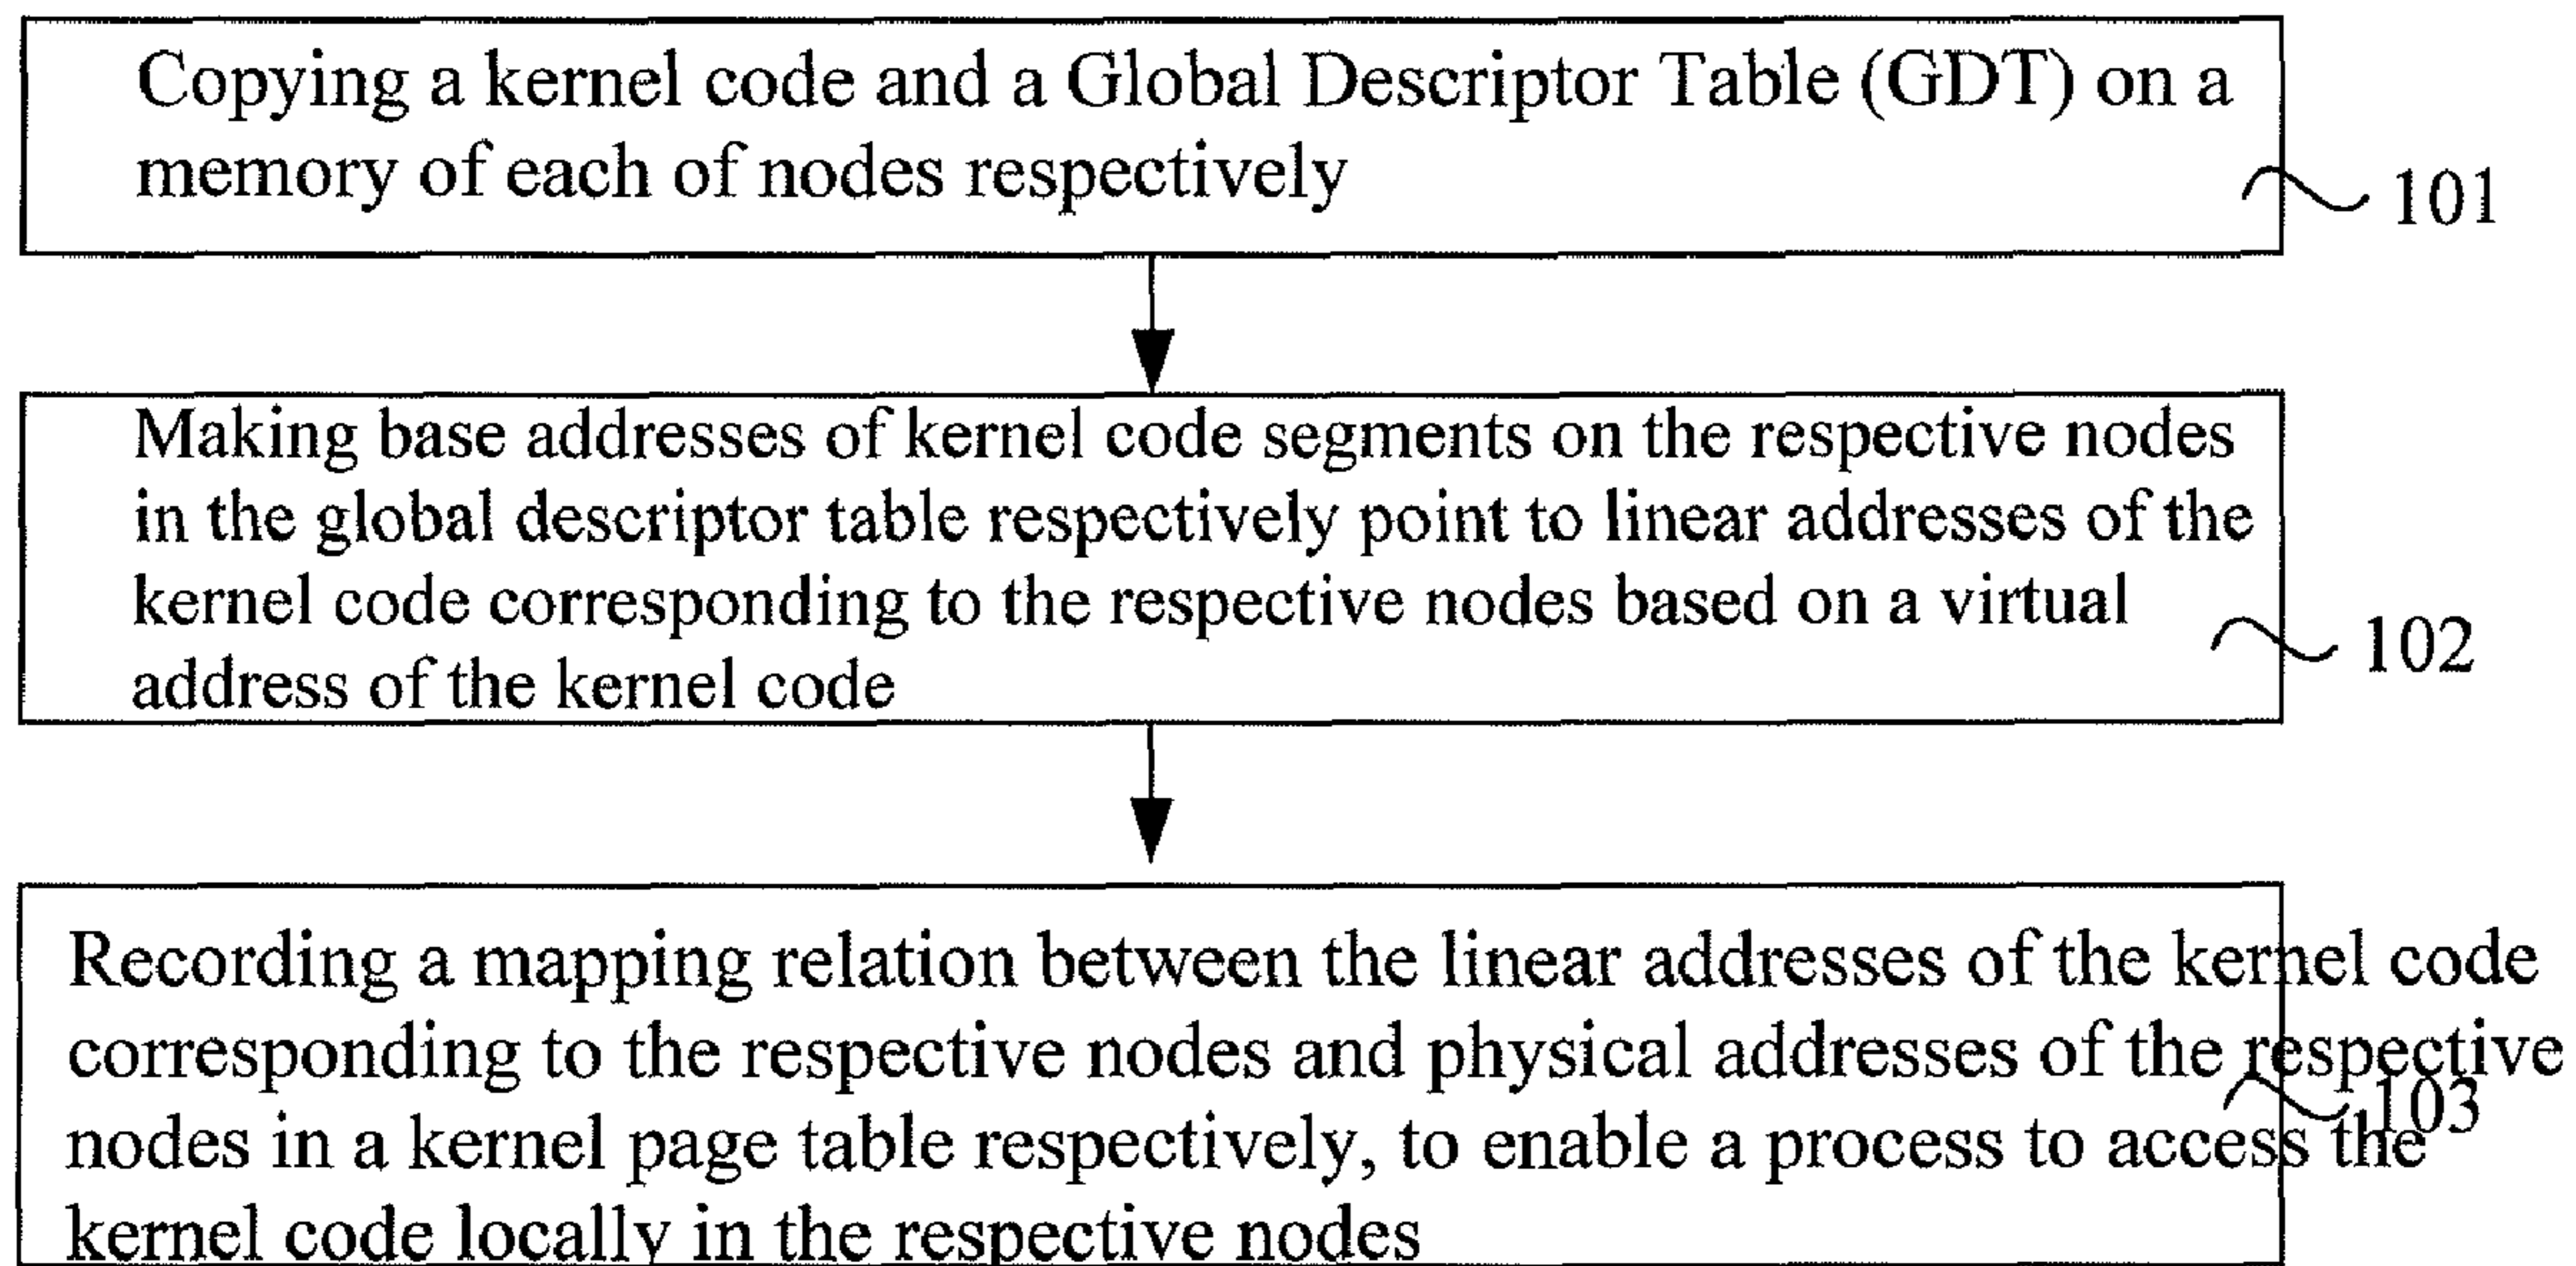 Copying a kernel code and a Global Descriptor Table (GDT) on a
memory of each of nodes respectively
101
Making base addresses of kernel code segments on the respective nodes
in the global descriptor table respectively point to linear addresses of the
kernel code corresponding to the respective nodes based on a virtual
address of the kernel code
102
Recording a mapping relation between the linear addresses of the kernel code
corresponding to the respective nodes and physical addresses of the respective
nodes in a kernel page table respectively, to enable a process to access the
kernel code locally in the respective nodes
103